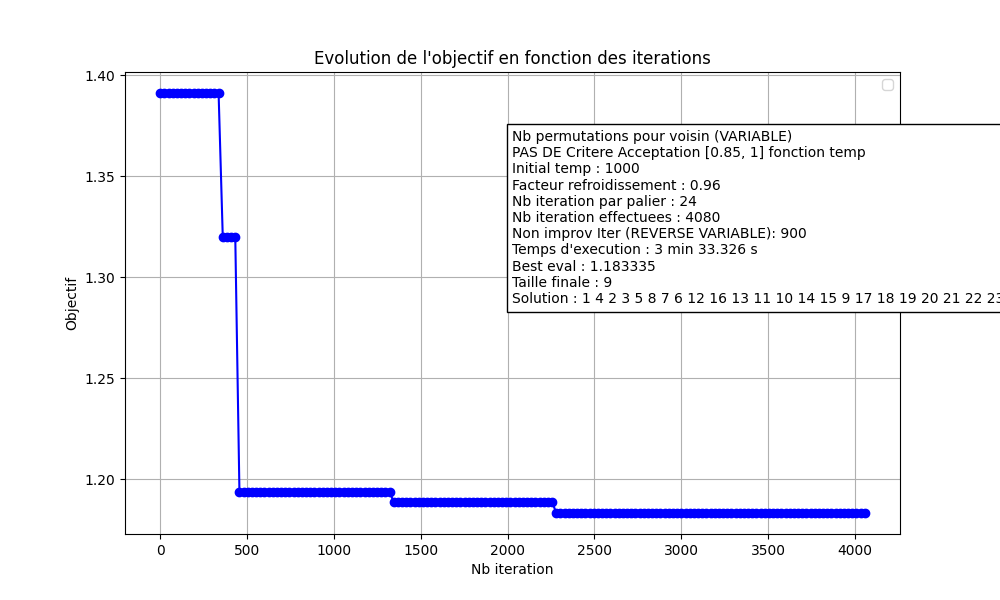 Evolution de l'objectif en fonction des iterations
1.40
1.35
1.30
1.25
1.20
Objectif
Nb permutations pour voisin (VARIABLE)
PAS DE Critere Acceptation [0.85, 1] fonction temp
Initial temp : 1000
Facteur refroidissement : 0.96
Nb iteration par palier : 24
Nb iteration effectuees : 4080
Non improv Iter (REVERSE VARIABLE): 900
Temps d'execution : 3 min 33.326 s
Best eval : 1.183335
Taille finale : 9
Solution : 1 4 2 3 5 8 7 6 12 16 13 11 10 14 15 9 17 18 19 20 21 22 23
0 500 1000 1500 2000 2500 3000 3500 4000
Nb iteration